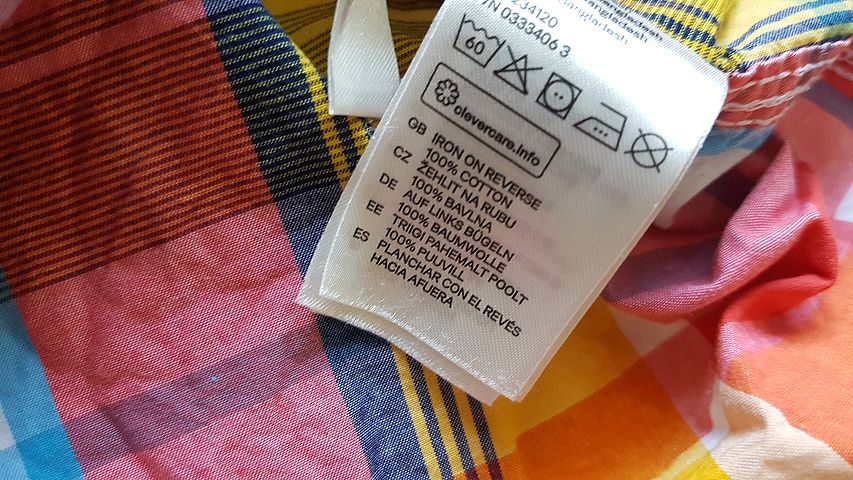 Bangladesh
234120
/N 0333406 3
60
clevercare.info
GB IRON ON REVERSE
100% COTTON
CZ ŽEHLIT NA RUBU
100% BAVLNA
DE AUF LINKS BÜGELN
100% BAUMWOLLE
EE TRIIGI PAHEMALT POOLT
100% PUUVILL
ES PLANCHAR CON EL REVÉS
HACIA AFUERA